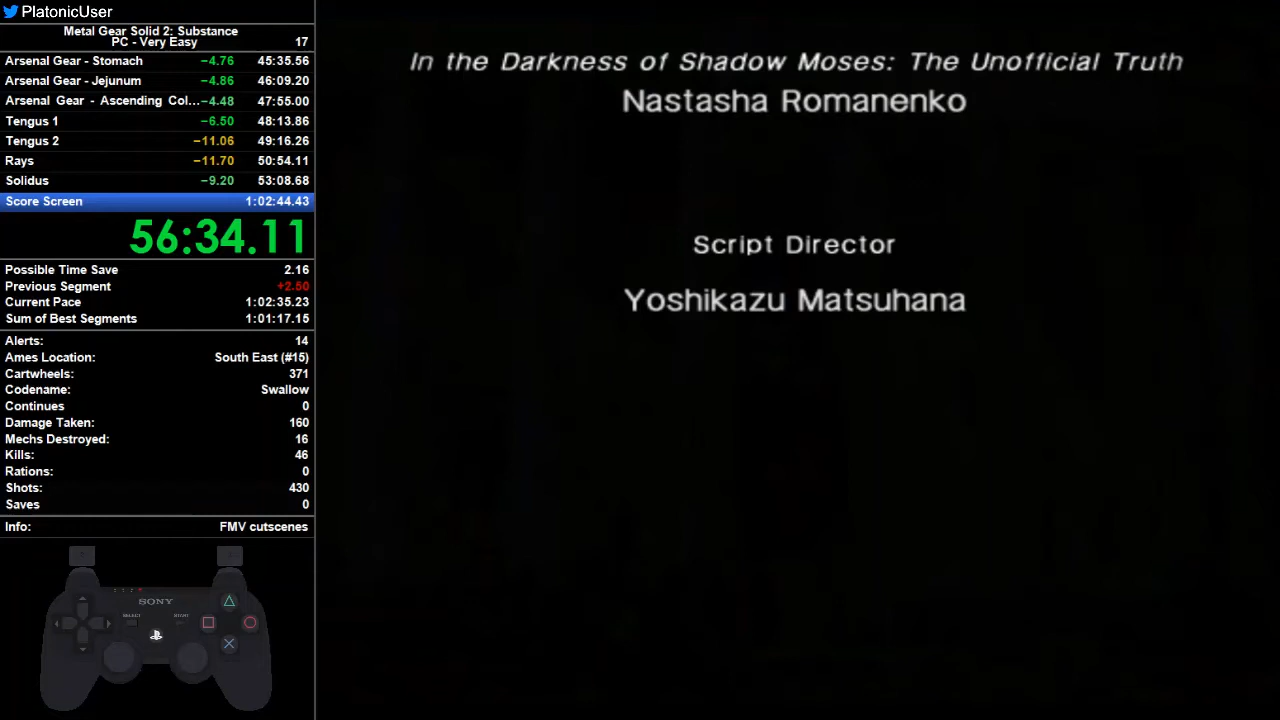 PlatonicUser
Metal Gear Solid 2: Substance
PC - Very Easy 17
Arsenal Gear - Stomach −4.76 45:35.56
Arsenal Gear - Jejunum −4.86 46:09.20
Arsenal Gear - Ascending Col... −4.48 47:55.00
Tengus 1 −6.50 48:13.86
Tengus 2 −11.06 49:16.26
Rays −11.70 50:54.11
Solidus −9.20 53:08.68
Score Screen 1:02:44.43
56:34.11
Possible Time Save 2.16
Previous Segment +2.50
Current Pace 1:02:35.23
Sum of Best Segments 1:01:17.15
Alerts: 14
Ames Location: South East (#15)
Cartwheels: 371
Codename: Swallow
Continues 0
Damage Taken: 160
Mechs Destroyed: 16
Kills: 46
Rations: 0
Shots: 430
Saves 0
Info: FMV cutscenes
SONY
SELECT START
In the Darkness of Shadow Moses: The Unofficial Truth
Nastasha Romanenko
Script Director
Yoshikazu Matsuhana